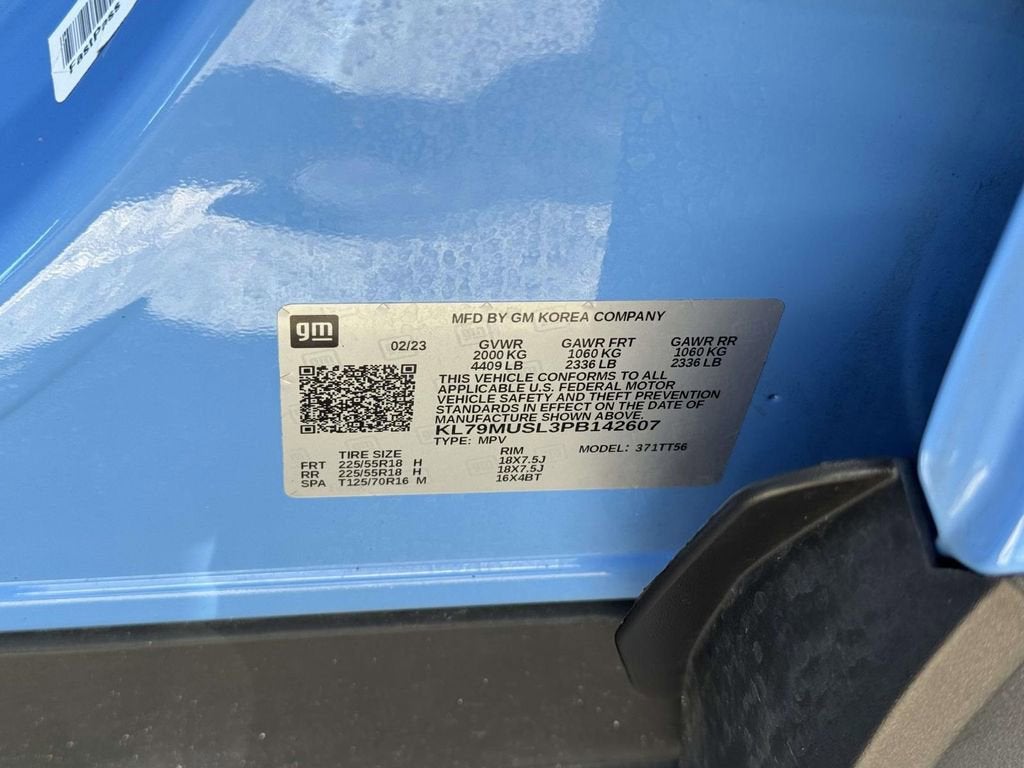 FastPass
gm
MFD BY GM KOREA COMPANY
02/23 GVWR GAWR FRT GAWR RR
2000 KG 1060 KG 1060 KG
4409 LB 2336 LB 2336 LB
THIS VEHICLE CONFORMS TO ALL
APPLICABLE U.S. FEDERAL MOTOR
VEHICLE SAFETY AND THEFT PREVENTION
STANDARDS IN EFFECT ON THE DATE OF
MANUFACTURE SHOWN ABOVE.
KL79MUSL3PB142607
TYPE: MPV
TIRE SIZE RIM MODEL: 371TT56
FRT 225/55R18 H 18X7.5J
RR 225/55R18 H 18X7.5J
SPA T125/70R16 M 16X4BT